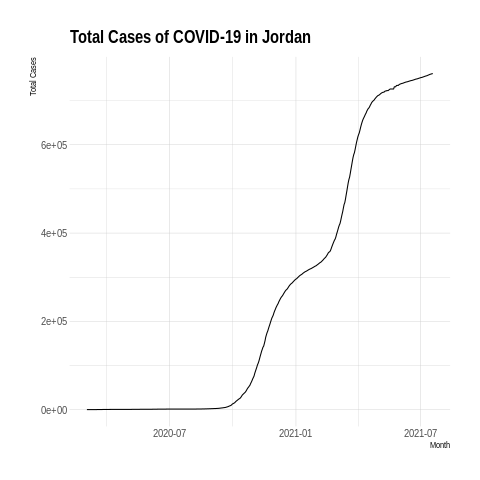 Total Cases of COVID-19 in Jordan
Total Cases
6e+05
4e+05
2e+05
0e+00
2020-07 2021-01 2021-07
Month